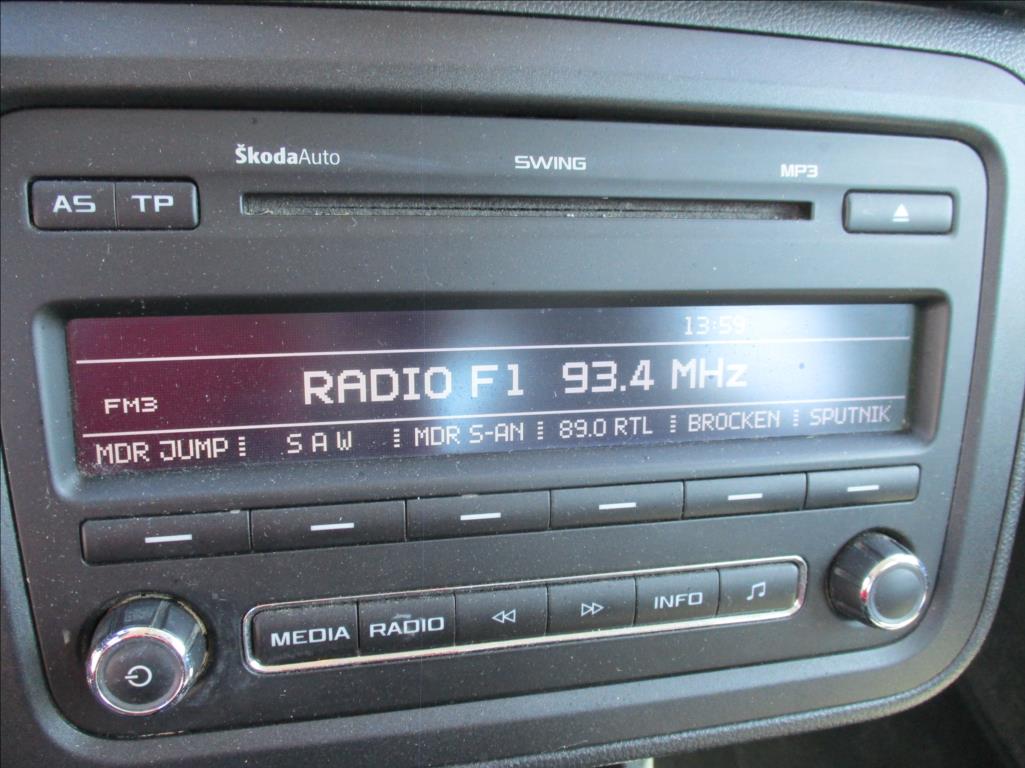 ŠkodaAuto SWING MP3
AS TP
13:59
FM3 RADIO F1 93.4 MHz
MDR JUMP SAW MDR S-AN 89.0 RTL BROCKEN SPUTNIK
MEDIA RADIO INFO